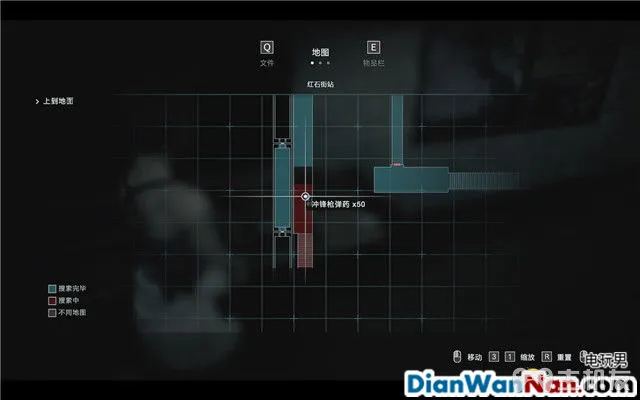 Q
地图
E
文件
物品栏
红石街站
上到地面
冲锋枪弹药 x50
搜索完毕
搜索中
不同地图
移动 3 1 缩放 R 重置
电玩男
DianWanNan.com